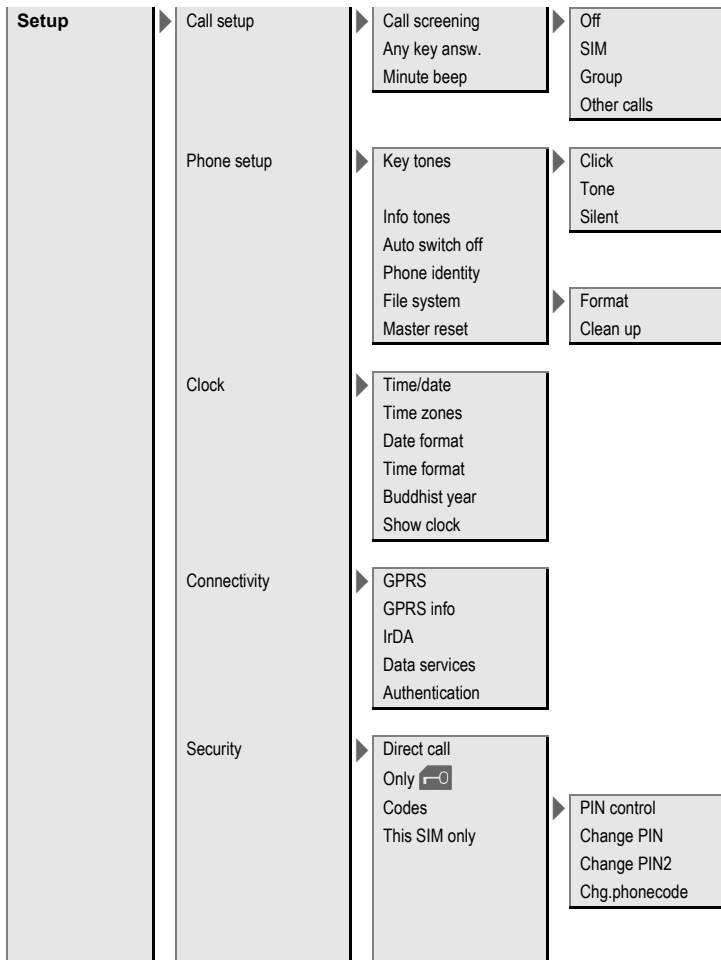 Setup
Call setup
Call screening
Off
Any key answ.
SIM
Minute beep
Group
Other calls
Phone setup
Key tones
Click
Tone
Info tones
Silent
Auto switch off
Phone identity
File system
Format
Master reset
Clean up
Clock
Time/date
Time zones
Date format
Time format
Buddhist year
Show clock
Connectivity
GPRS
GPRS info
IrDA
Data services
Authentication
Security
Direct call
Only
Codes
PIN control
This SIM only
Change PIN
Change PIN2
Chg.phonecode